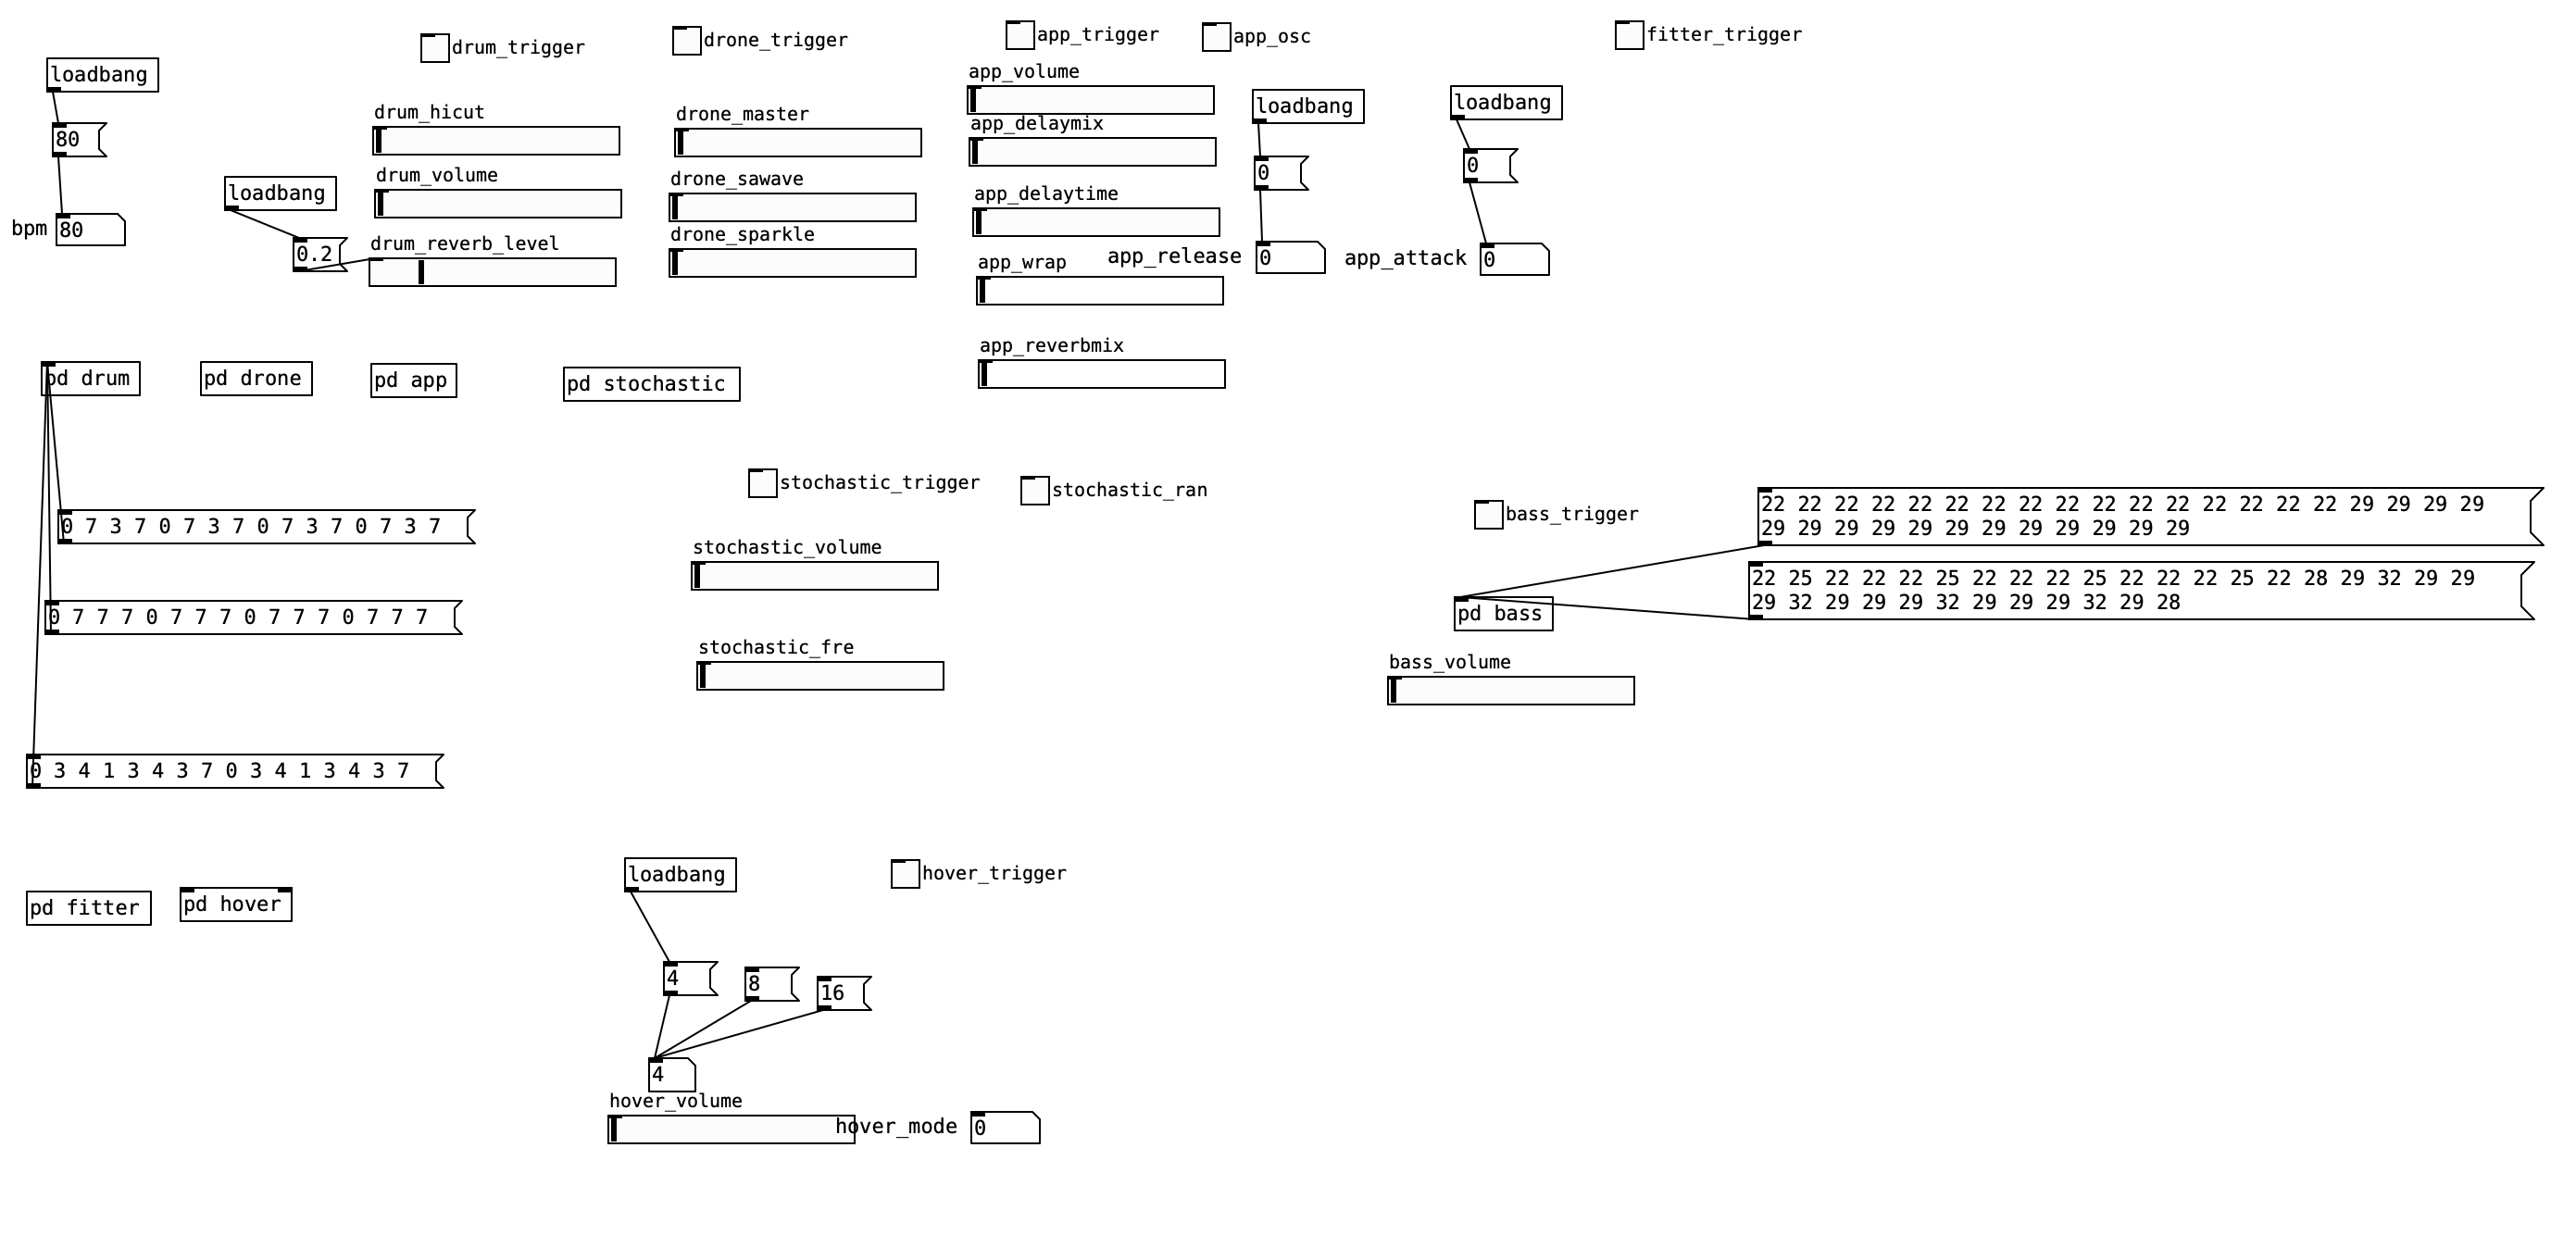 drum_trigger
drone_trigger
app_trigger
app_osc
fitter_trigger
loadbang
80
bpm
80
loadbang
0.2
drum_hicut
drum_volume
drum_reverb_level
drone_master
drone_sawave
drone_sparkle
app_volume
app_delaymix
app_delaytime
app_wrap
app_reverbmix
loadbang
0
app_release
0
loadbang
0
app_attack
0
pd drum
pd drone
pd app
pd stochastic
0 7 3 7 0 7 3 7 0 7 3 7 0 7 3 7
0 7 7 7 0 7 7 7 0 7 7 7 0 7 7 7
0 3 4 1 3 4 3 7 0 3 4 1 3 4 3 7
stochastic_trigger
stochastic_ran
stochastic_volume
stochastic_fre
bass_trigger
22 22 22 22 22 22 22 22 22 22 22 22 22 22 22 22 29 29 29 29
29 29 29 29 29 29 29 29 29 29 29 29
22 25 22 22 22 25 22 22 22 25 22 22 22 25 22 28 29 32 29 29
29 32 29 29 29 32 29 29 29 32 29 28
pd bass
bass_volume
pd fitter
pd hover
loadbang
hover_trigger
4
8
16
4
hover_volume
hover_mode
0